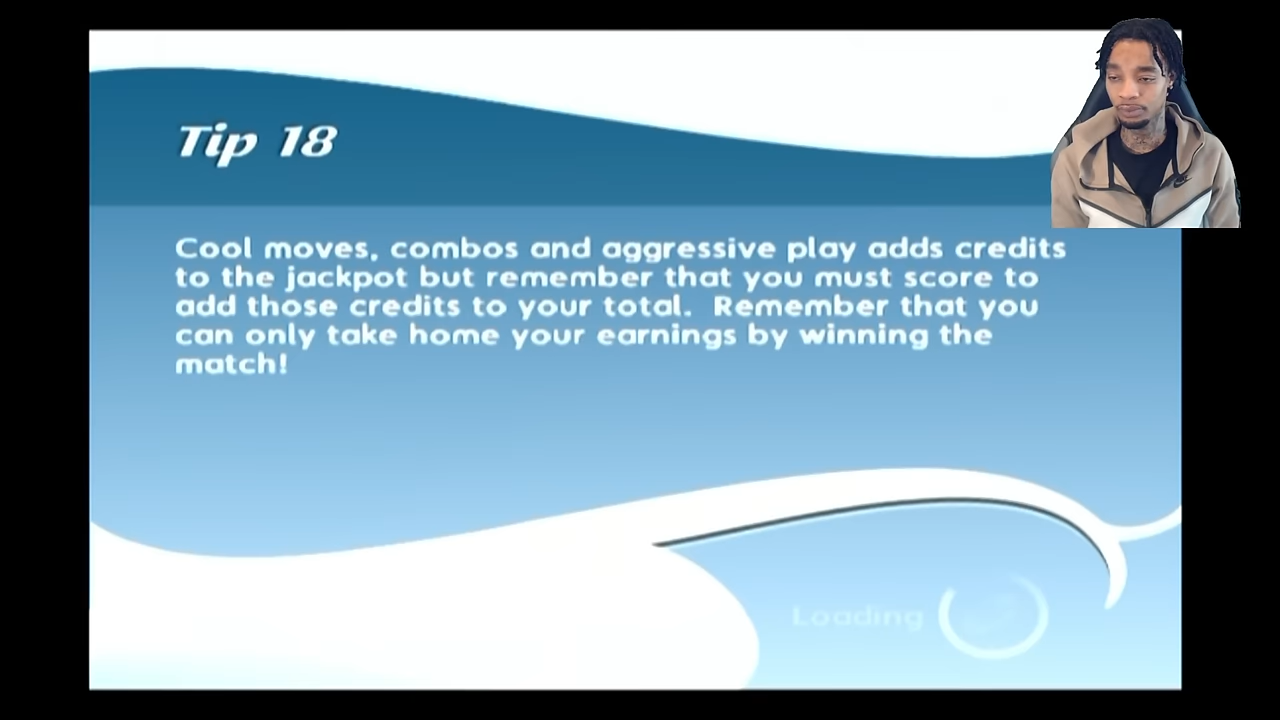 Tip 18
Cool moves, combos and aggressive play adds credits
to the jackpot but remember that you must score to
add those credits to your total.  Remember that you
can only take home your earnings by winning the
match!
Loading